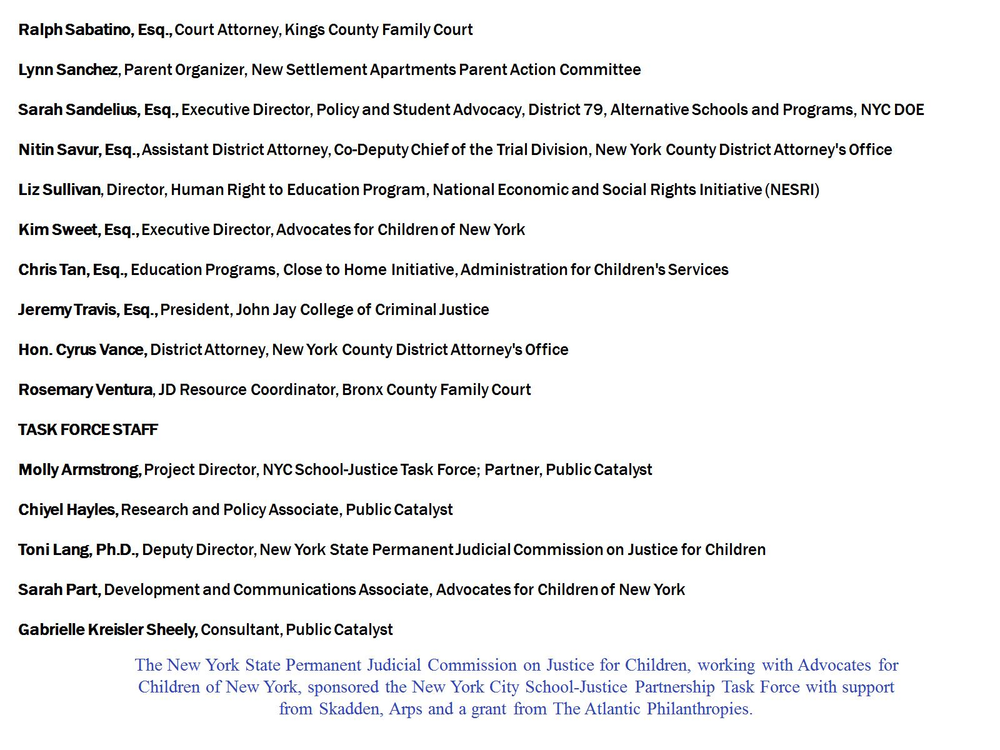 Ralph Sabatino, Esq., Court Attorney, Kings County Family Court
Lynn Sanchez, Parent Organizer, New Settlement Apartments Parent Action Committee
Sarah Sandelius, Esq., Executive Director, Policy and Student Advocacy, District 79, Alternative Schools and Programs, NYC DOE
Nitin Savur, Esq., Assistant District Attorney, Co-Deputy Chief of the Trial Division, New York County District Attorney's Office
Liz Sullivan, Director, Human Right to Education Program, National Economic and Social Rights Initiative (NESRI)
Kim Sweet, Esq., Executive Director, Advocates for Children of New York
Chris Tan, Esq., Education Programs, Close to Home Initiative, Administration for Children's Services
Jeremy Travis, Esq., President, John Jay College of Criminal Justice
Hon. Cyrus Vance, District Attorney, New York County District Attorney's Office
Rosemary Ventura, JD Resource Coordinator, Bronx County Family Court
TASK FORCE STAFF
Molly Armstrong, Project Director, NYC School-Justice Task Force; Partner, Public Catalyst
Chiyel Hayles, Research and Policy Associate, Public Catalyst
Toni Lang, Ph.D., Deputy Director, New York State Permanent Judicial Commission on Justice for Children
Sarah Part, Development and Communications Associate, Advocates for Children of New York
Gabrielle Kreisler Sheely, Consultant, Public Catalyst
The New York State Permanent Judicial Commission on Justice for Children, working with Advocates for
Children of New York, sponsored the New York City School-Justice Partnership Task Force with support
from Skadden, Arps and a grant from The Atlantic Philanthropies.